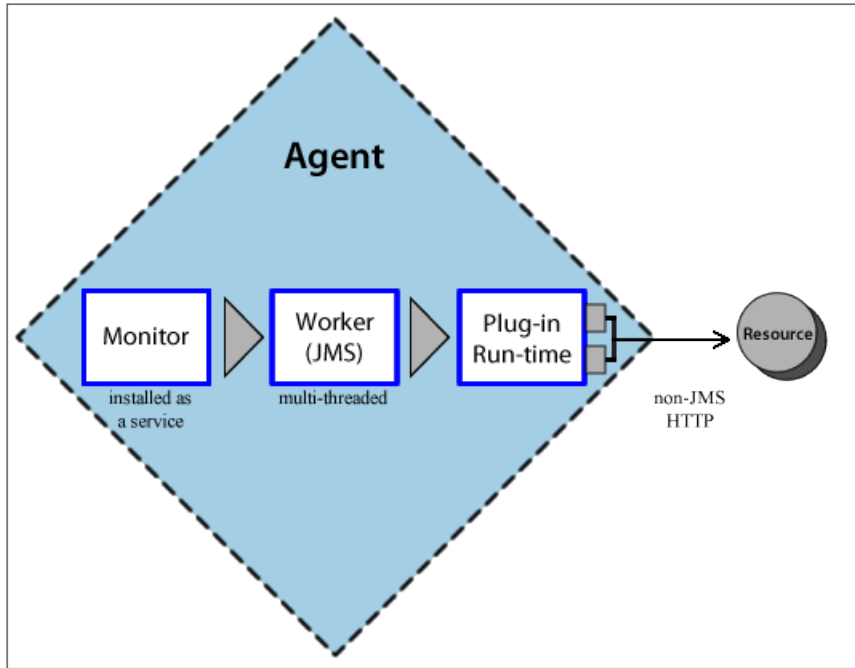 Agent
Monitor
installed as
a service
Worker
(JMS)
multi-threaded
Plug-in
Run-time
non-JMS
HTTP
Resource